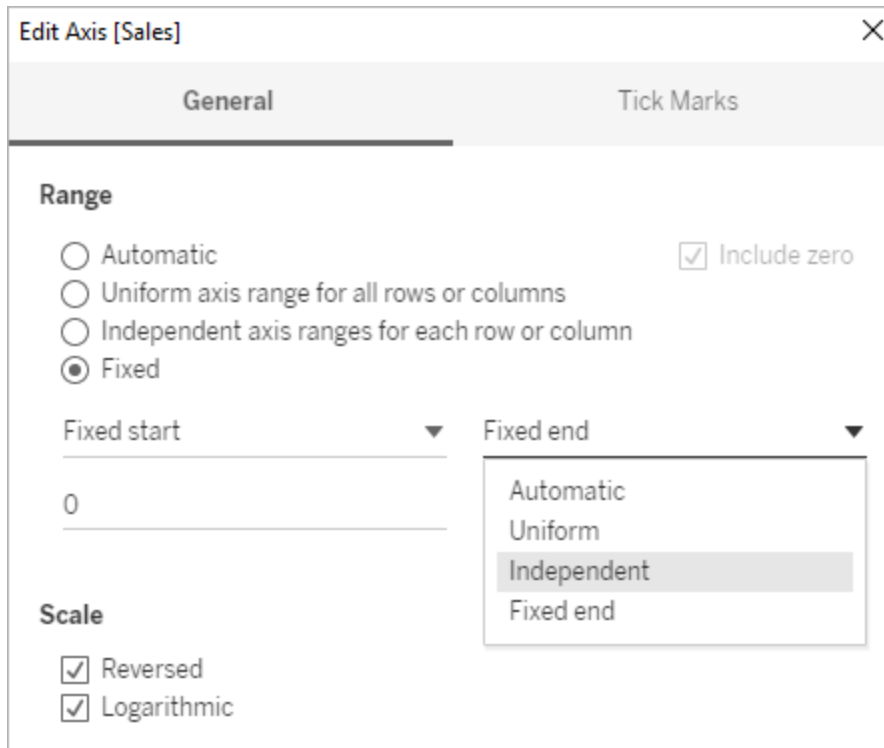 Edit Axis [Sales]
General Tick Marks
Range
Automatic Include zero
Uniform axis range for all rows or columns
Independent axis ranges for each row or column
Fixed
Fixed start Fixed end
0
Automatic
Uniform
Independent
Fixed end
Scale
Reversed
Logarithmic